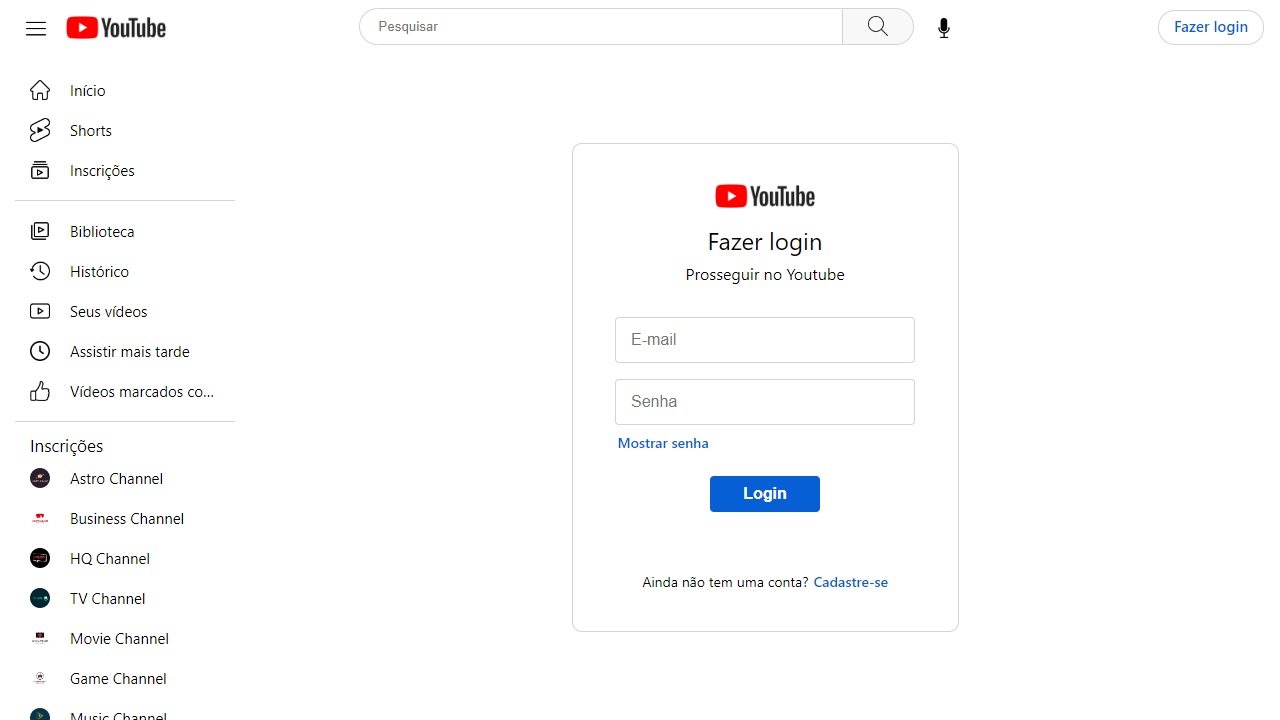 YouTube
Pesquisar
Fazer login
Início
Shorts
Inscrições
Biblioteca
Histórico
Seus vídeos
Assistir mais tarde
Vídeos marcados co...
Inscrições
Astro Channel
Business Channel
HQ Channel
TV Channel
Movie Channel
Game Channel
Music Channel
YouTube
Fazer login
Prosseguir no Youtube
E-mail
Senha
Mostrar senha
Login
Ainda não tem uma conta? Cadastre-se